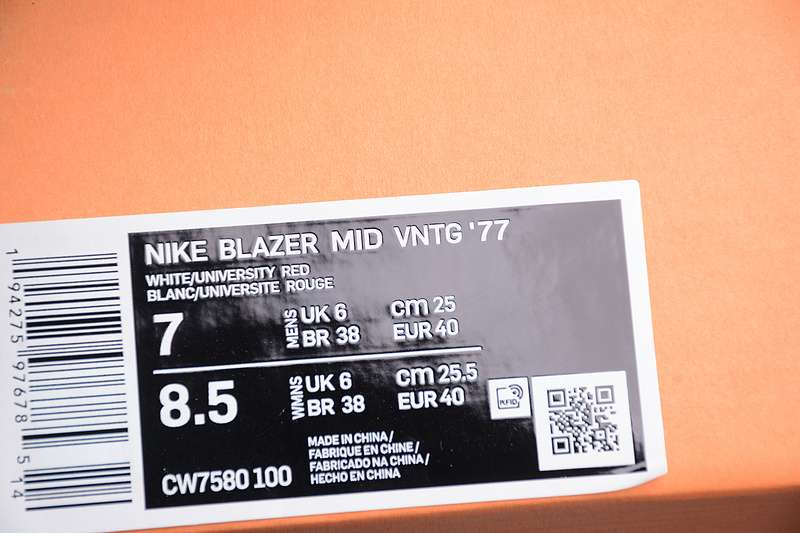 NIKE BLAZER MID VNTG '77
WHITE/UNIVERSITY RED
BLANC/UNIVERSITE ROUGE
7
MENS
UK 6
cm 25
BR 38
EUR 40
8.5
WMNS
UK 6
cm 25.5
BR 38
EUR 40
RFID
MADE IN CHINA/
FABRIQUE EN CHINE/
FABRICADO NA CHINA/
HECHO EN CHINA
CW7580 100
1 94275 97678 5 14